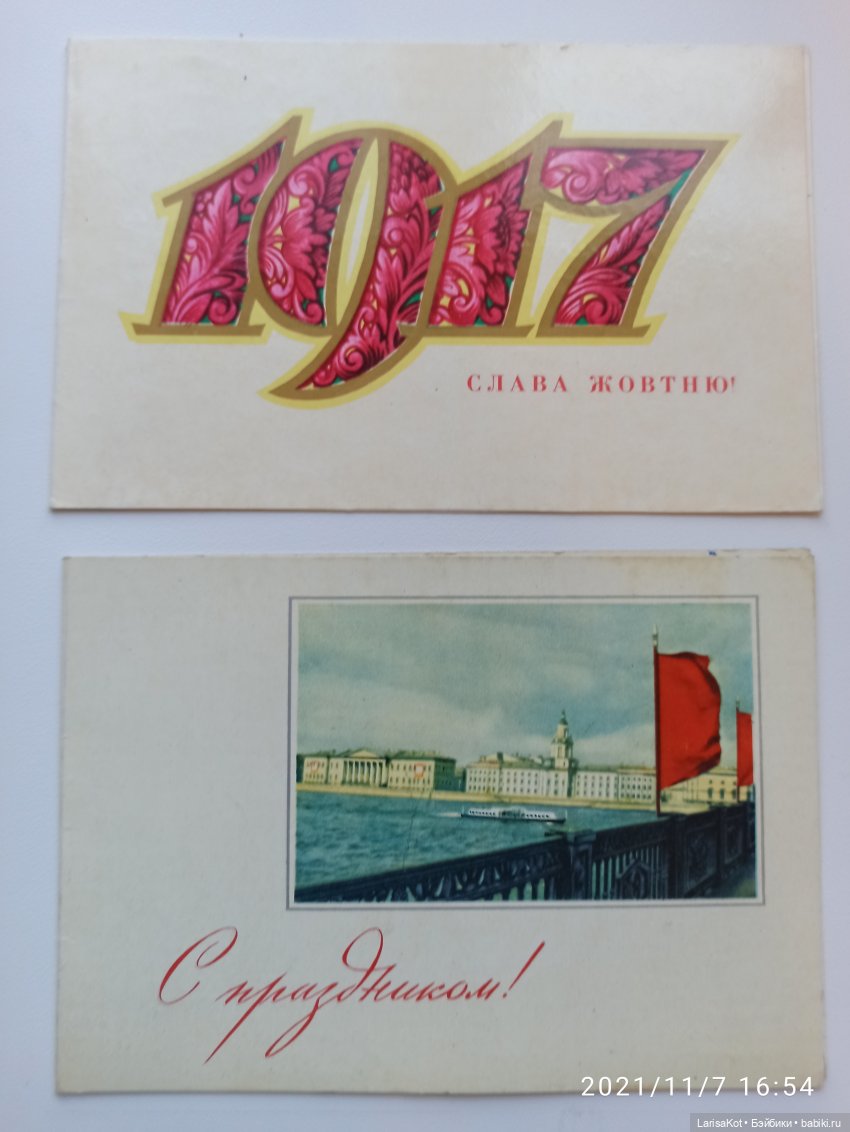 1917
СЛАВА ЖОВТНЮ!
С праздником!
2021/11/7 16:54
LarisaKot • Бэйбики • babiki.ru